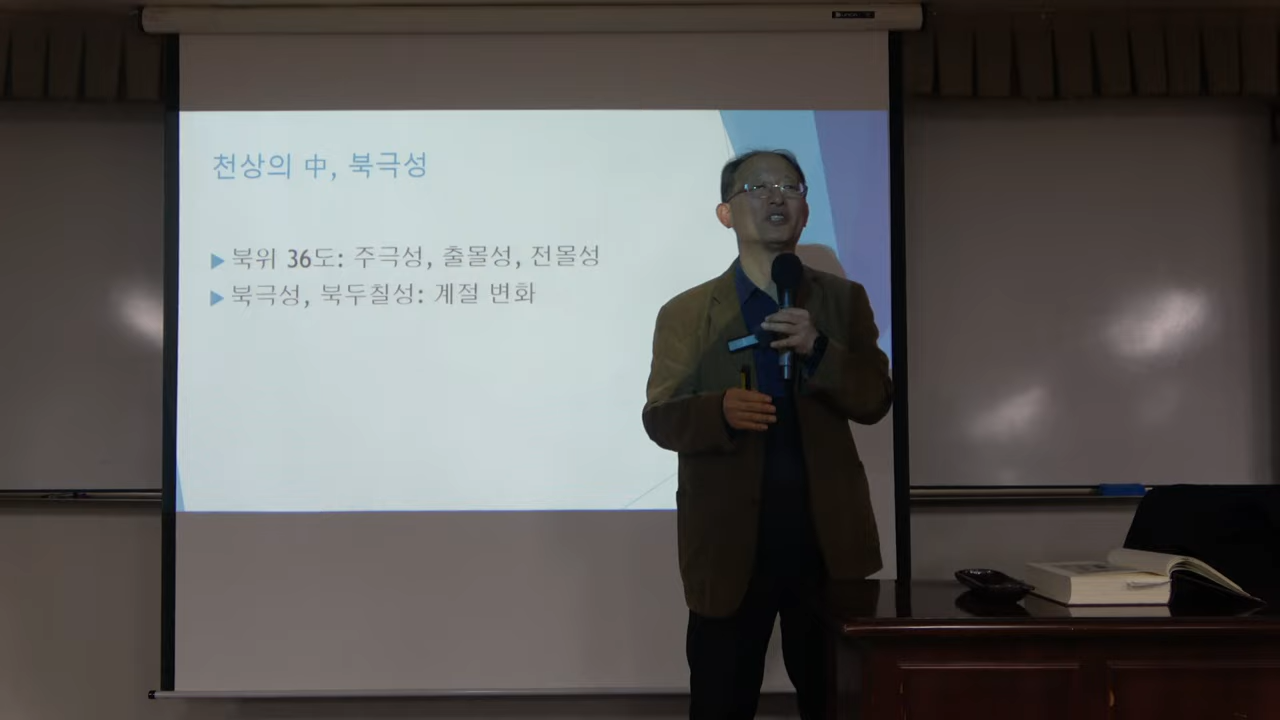 천상의 中, 북극성
북위 36도: 주극성, 출몰성, 전몰성
북극성, 북두칠성: 계절 변화